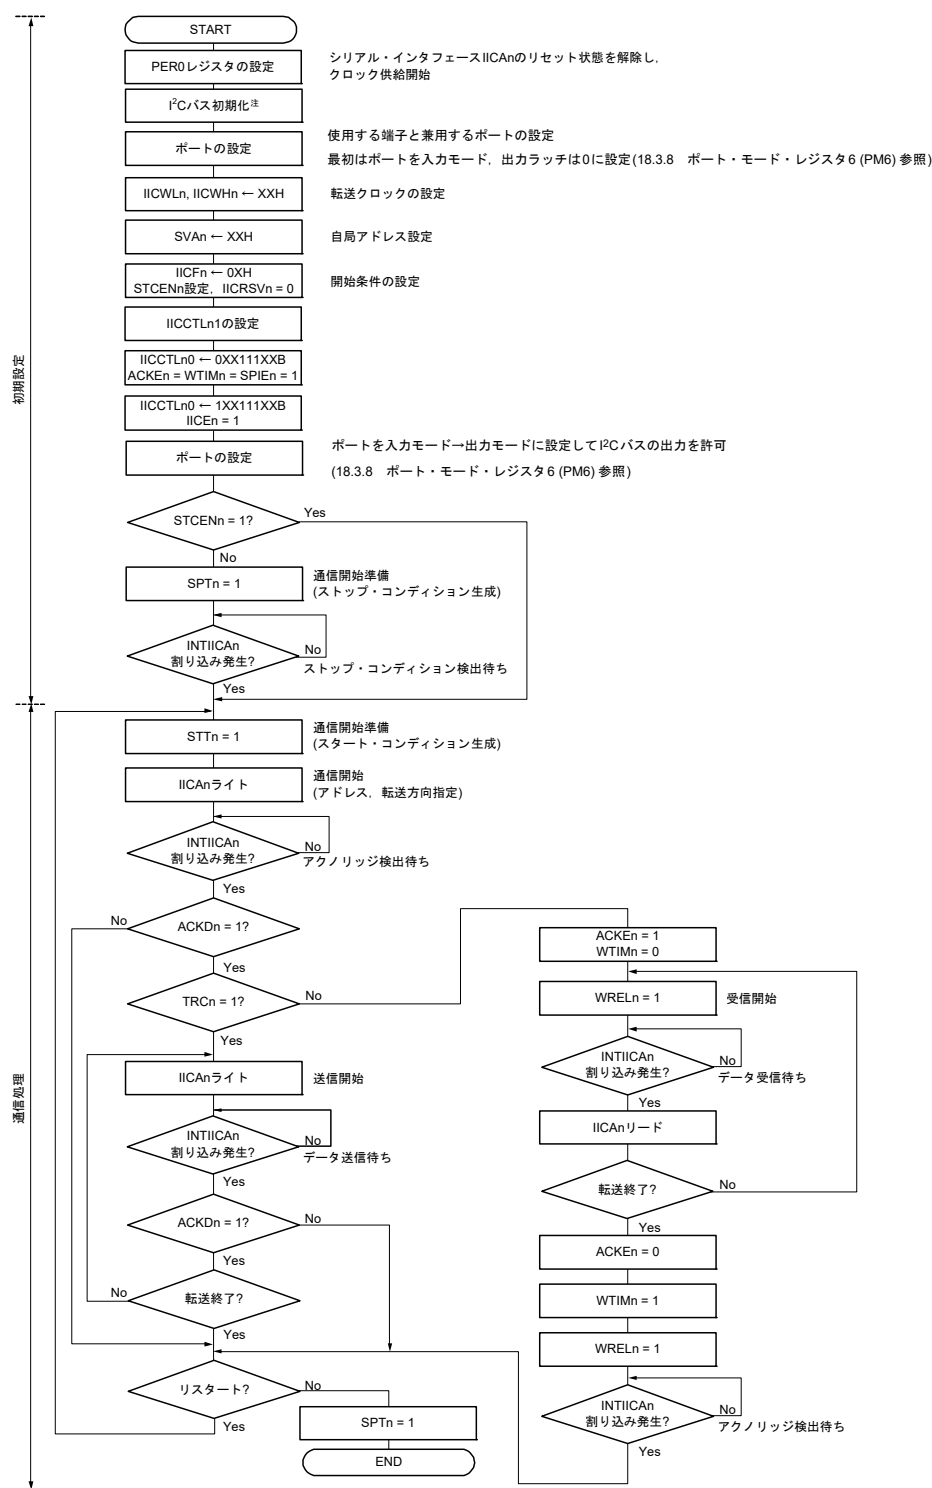 START
PER0レジスタの設定
シリアル・インタフェースIICAnのリセット状態を解除し,
クロック供給開始
I²Cバス初期化注
ポートの設定
使用する端子と兼用するポートの設定
最初はポートを入力モード, 出力ラッチは0に設定(18.3.8 ポート・モード・レジスタ6 (PM6) 参照)
IICWLn, IICWHn ← XXH
転送クロックの設定
SVAn ← XXH
自局アドレス設定
IICFn ← 0XH
STCENn設定, IICRSVn = 0
開始条件の設定
IICCTLn1の設定
IICCTLn0 ← 0XX111XXB
ACKEn = WTIMn = SPIEn = 1
IICCTLn0 ← 1XX111XXB
IICEn = 1
ポートの設定
ポートを入力モード→出力モードに設定してI²Cバスの出力を許可
(18.3.8 ポート・モード・レジスタ6 (PM6) 参照)
初期設定
STCENn = 1?
Yes
No
SPTn = 1
通信開始準備
(ストップ・コンディション生成)
INTIICAn
割り込み発生?
No
ストップ・コンディション検出待ち
Yes
通信処理
STTn = 1
通信開始準備
(スタート・コンディション生成)
IICAnライト
通信開始
(アドレス, 転送方向指定)
INTIICAn
割り込み発生?
No
アクノリッジ検出待ち
Yes
ACKDn = 1?
No
Yes
TRCn = 1?
No
Yes
IICAnライト
送信開始
INTIICAn
割り込み発生?
No
データ送信待ち
Yes
ACKDn = 1?
No
Yes
転送終了?
No
Yes
リスタート?
No
Yes
SPTn = 1
END
ACKEn = 1
WTIMn = 0
WRELn = 1
受信開始
INTIICAn
割り込み発生?
No
データ受信待ち
Yes
IICAnリード
転送終了?
No
Yes
ACKEn = 0
WTIMn = 1
WRELn = 1
INTIICAn
割り込み発生?
No
アクノリッジ検出待ち
Yes